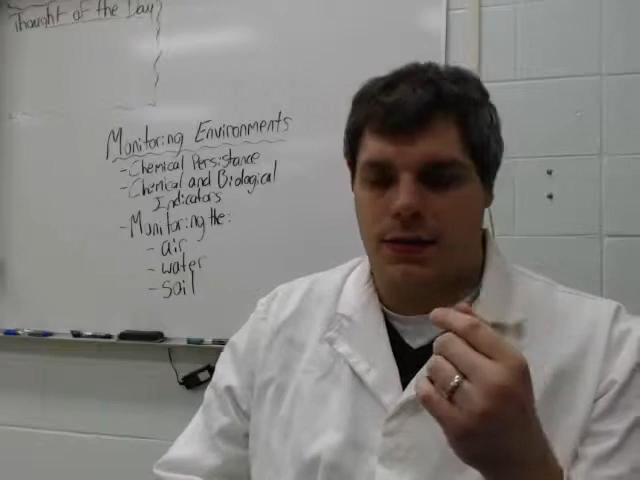 Thought of the Day
Monitoring Environments
- Chemical Persistance
- Chemical and Biological
Indicators
- Monitoring the:
- air
- water
- soil